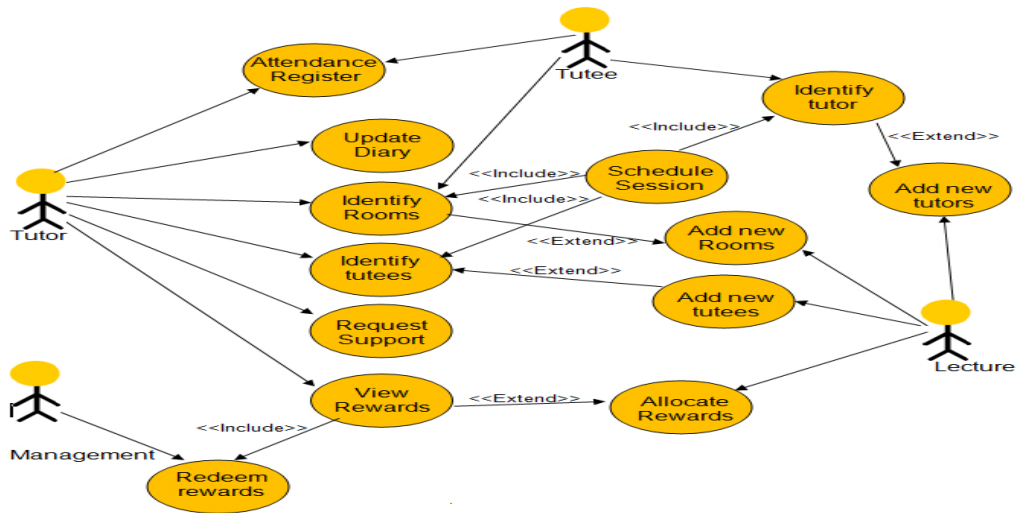 Attendance
Register
Tutee
Identify
tutor
<<Include>>
<<Extend>>
Update
Diary
Schedule
Session
<<Include>>
Add new
tutors
Identify
Rooms
<<Include>>
Tutor
Add new
Rooms
<<Extend>>
Identify
tutees
<<Extend>>
Add new
tutees
Request
Support
Lecture
View
Rewards
<<Extend>>
Allocate
Rewards
<<Include>>
Management
Redeem
rewards